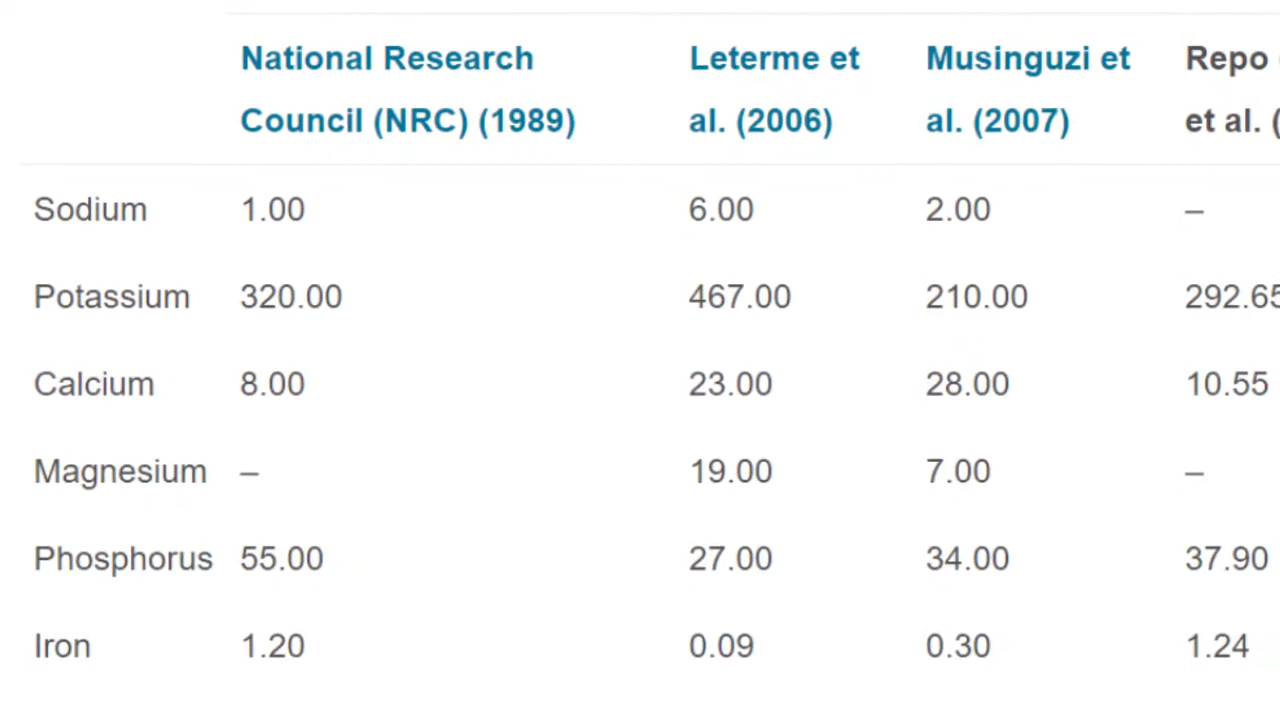 National Research Leterme et Musinguzi et Repo
Council (NRC) (1989) al. (2006) al. (2007) et al. (
Sodium 1.00 6.00 2.00 –
Potassium 320.00 467.00 210.00 292.65
Calcium 8.00 23.00 28.00 10.55
Magnesium – 19.00 7.00 –
Phosphorus 55.00 27.00 34.00 37.90
Iron 1.20 0.09 0.30 1.24